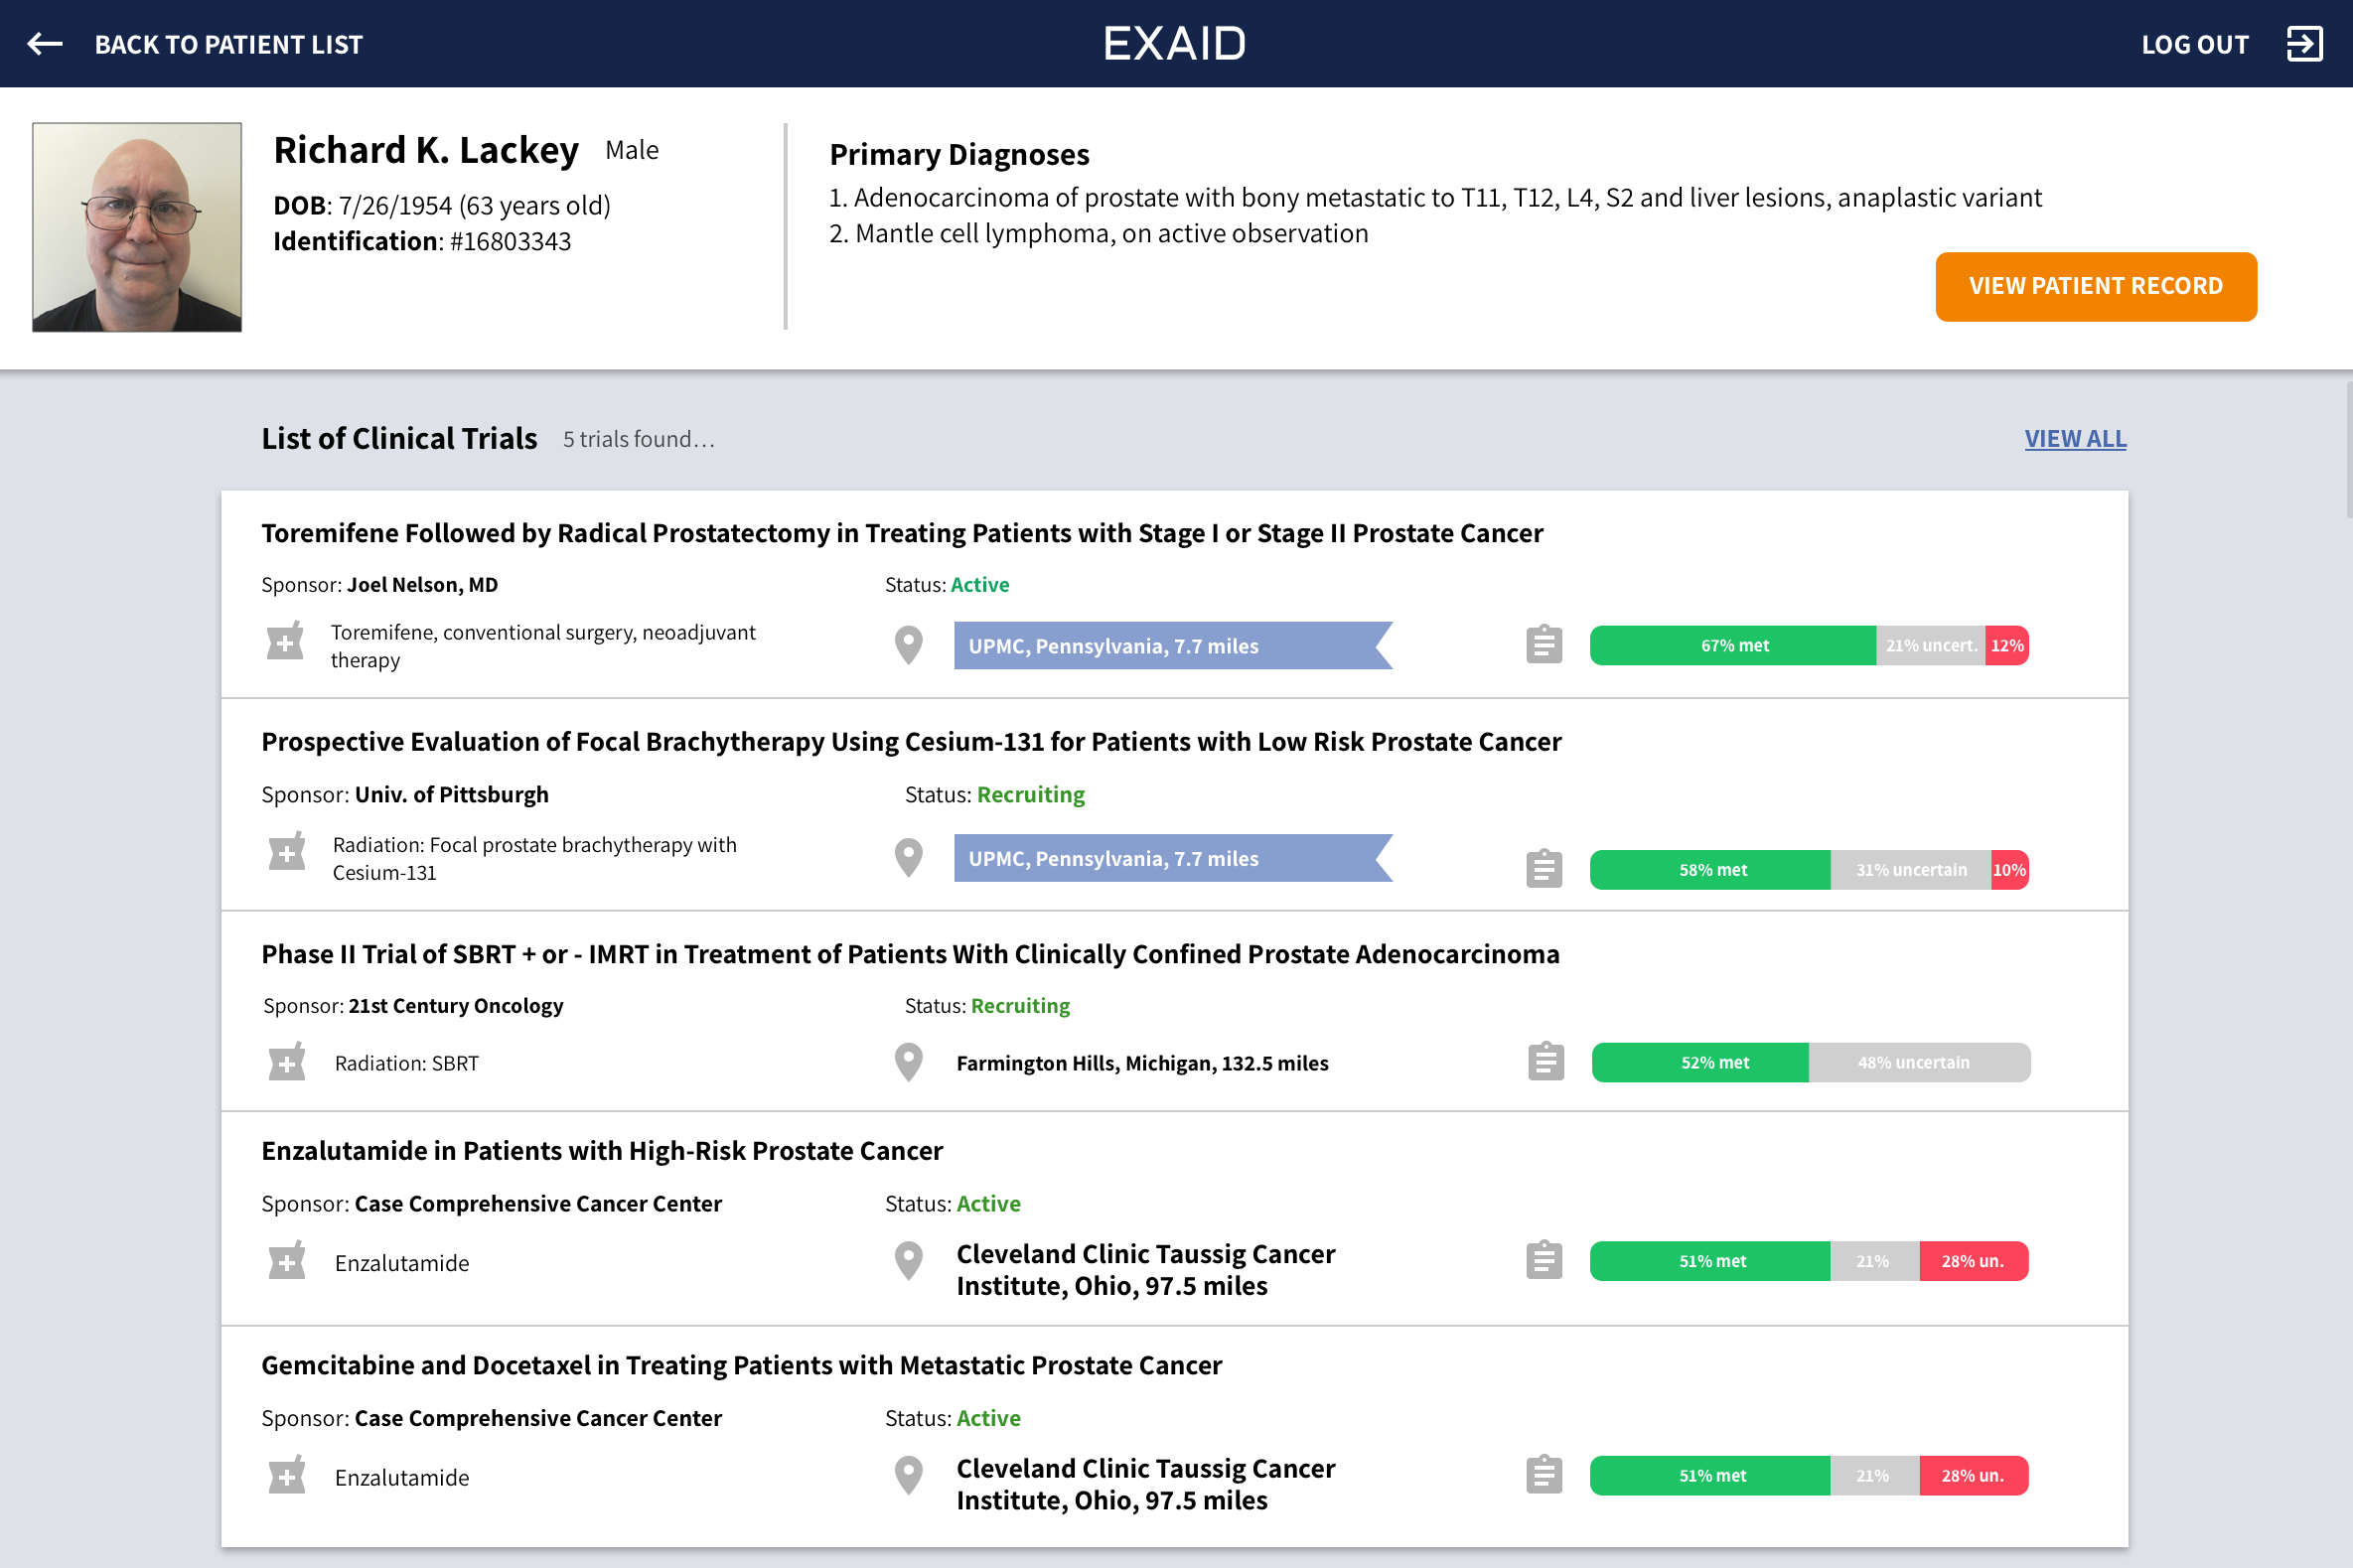 BACK TO PATIENT LIST
EXAID
LOG OUT
Richard K. Lackey Male
DOB: 7/26/1954 (63 years old)
Identification: #16803343
Primary Diagnoses
1. Adenocarcinoma of prostate with bony metastatic to T11, T12, L4, S2 and liver lesions, anaplastic variant
2. Mantle cell lymphoma, on active observation
VIEW PATIENT RECORD
List of Clinical Trials 5 trials found...
VIEW ALL
Toremifene Followed by Radical Prostatectomy in Treating Patients with Stage I or Stage II Prostate Cancer
Sponsor: Joel Nelson, MD
Status: Active
Toremifene, conventional surgery, neoadjuvant
therapy
UPMC, Pennsylvania, 7.7 miles
67% met 21% uncert. 12%
Prospective Evaluation of Focal Brachytherapy Using Cesium-131 for Patients with Low Risk Prostate Cancer
Sponsor: Univ. of Pittsburgh
Status: Recruiting
Radiation: Focal prostate brachytherapy with
Cesium-131
UPMC, Pennsylvania, 7.7 miles
58% met 31% uncertain 10%
Phase II Trial of SBRT + or - IMRT in Treatment of Patients With Clinically Confined Prostate Adenocarcinoma
Sponsor: 21st Century Oncology
Status: Recruiting
Radiation: SBRT
Farmington Hills, Michigan, 132.5 miles
52% met 48% uncertain
Enzalutamide in Patients with High-Risk Prostate Cancer
Sponsor: Case Comprehensive Cancer Center
Status: Active
Enzalutamide
Cleveland Clinic Taussig Cancer
Institute, Ohio, 97.5 miles
51% met 21% 28% un.
Gemcitabine and Docetaxel in Treating Patients with Metastatic Prostate Cancer
Sponsor: Case Comprehensive Cancer Center
Status: Active
Enzalutamide
Cleveland Clinic Taussig Cancer
Institute, Ohio, 97.5 miles
51% met 21% 28% un.